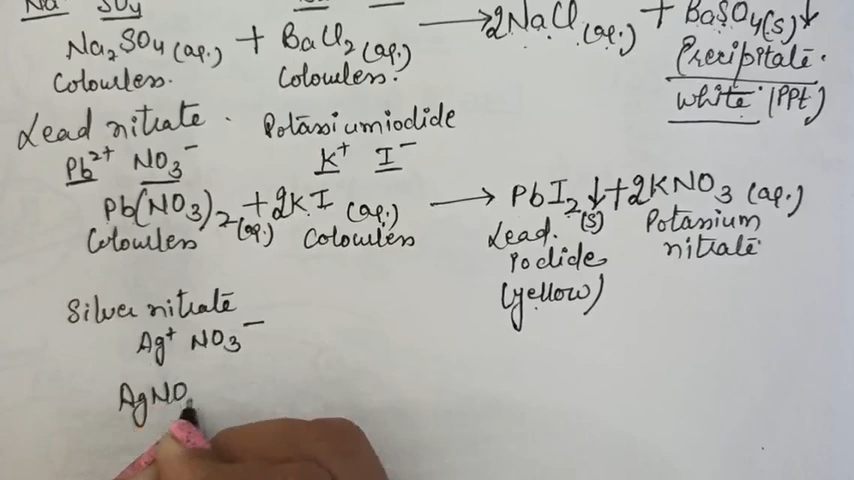 Na SO4
Na2SO4 (aq.) + BaCl2 (aq.) → 2NaCl (aq.) + BaSO4(s)↓
Colourless. Colourless. Precipitate.
white (PPt)
Lead nitrate. Potassiumiodide
Pb2+ NO3− K+ I−
Pb(NO3)2 (aq.) + 2KI (aq.) → PbI2↓(s) + 2KNO3 (aq.)
Colourless Colourless Lead Iodide (yellow) Potassium nitrate
Silver nitrate
Ag+ NO3−
AgNO